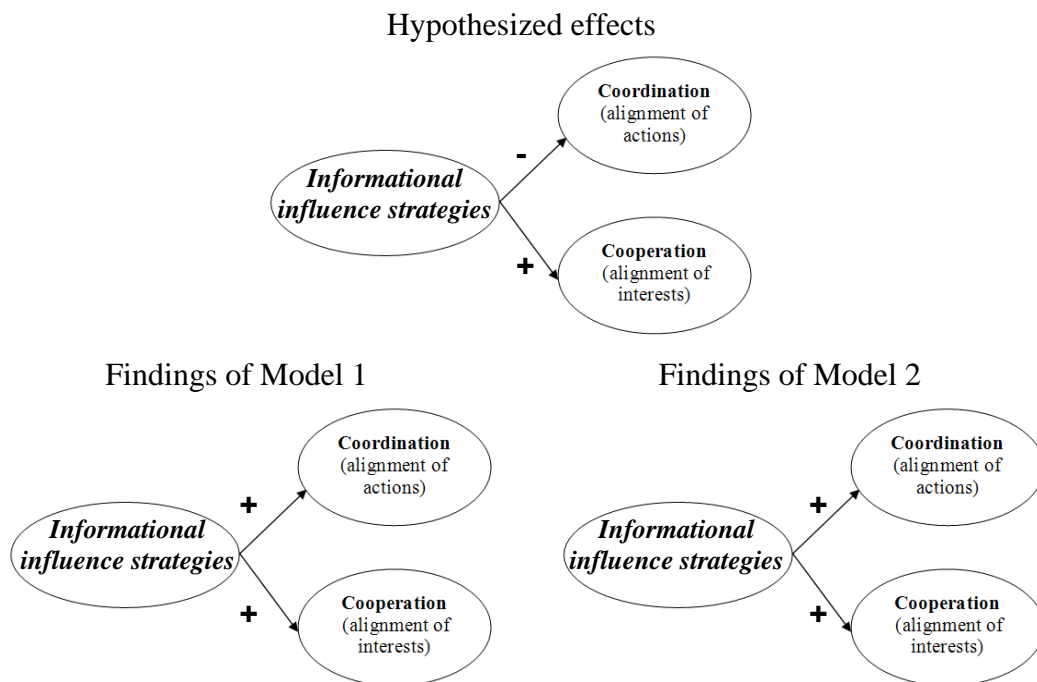 Hypothesized effects
Coordination
(alignment of
actions)
-
Informational
influence strategies
+
Cooperation
(alignment of
interests)
Findings of Model 1
Coordination
(alignment of
actions)
+
Informational
influence strategies
+
Cooperation
(alignment of
interests)
Findings of Model 2
Coordination
(alignment of
actions)
+
Informational
influence strategies
+
Cooperation
(alignment of
interests)